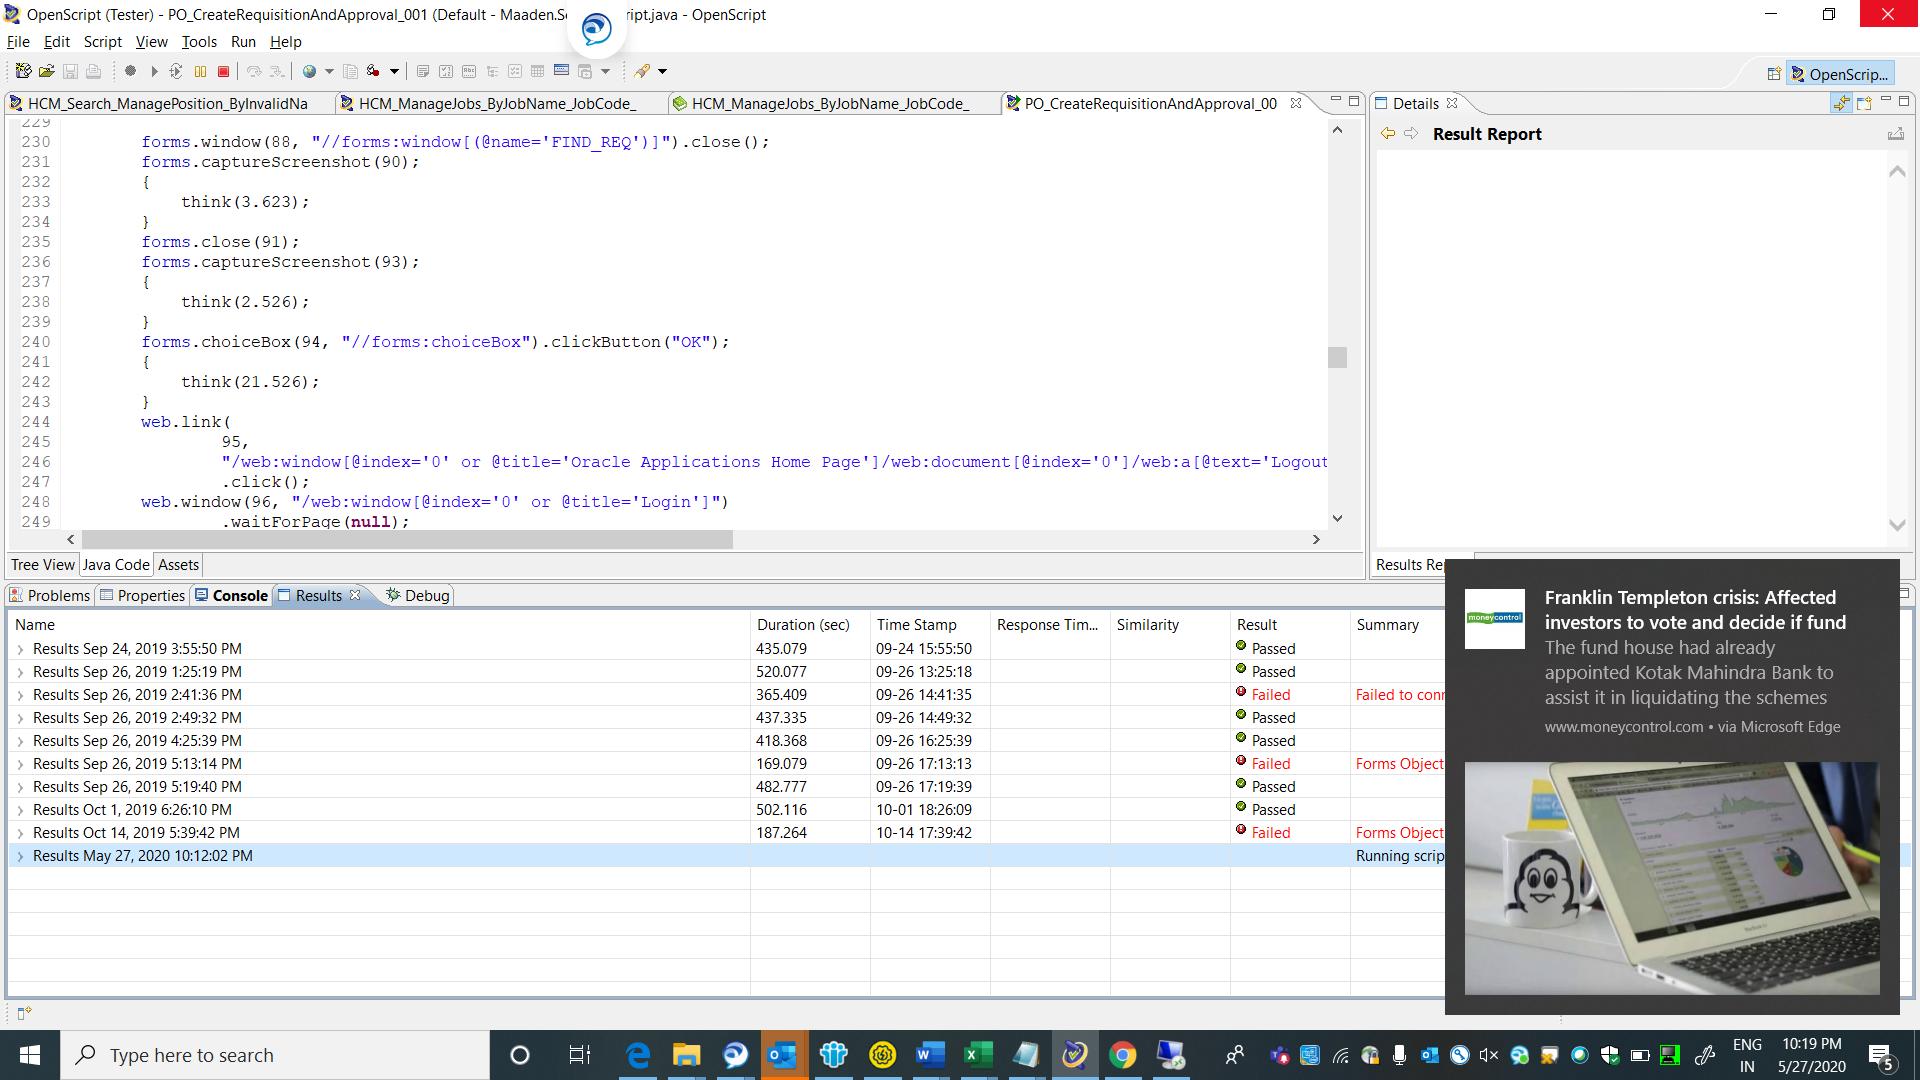 OpenScript (Tester) - PO_CreateRequisitionAndApproval_001 (Default - Maaden.Se ript.java - OpenScript
File Edit Script View Tools Run Help
OpenScrip...
HCM_Search_ManagePosition_ByInvalidNa
HCM_ManageJobs_ByJobName_JobCode_
HCM_ManageJobs_ByJobName_JobCode_
PO_CreateRequisitionAndApproval_00
Details
Result Report
229
230 forms.window(88, "//forms:window[(@name='FIND_REQ')]").close();
231 forms.captureScreenshot(90);
232 {
233 think(3.623);
234 }
235 forms.close(91);
236 forms.captureScreenshot(93);
237 {
238 think(2.526);
239 }
240 forms.choiceBox(94, "//forms:choiceBox").clickButton("OK");
241 {
242 think(21.526);
243 }
244 web.link(
245 95,
246 "/web:window[@index='0' or @title='Oracle Applications Home Page']/web:document[@index='0']/web:a[@text='Logout
247 .click();
248 web.window(96, "/web:window[@index='0' or @title='Login']")
249 .waitForPage(null);
Tree View Java Code Assets
Results Re
Problems Properties Console Results Debug
Name Duration (sec) Time Stamp Response Tim... Similarity Result Summary
Results Sep 24, 2019 3:55:50 PM 435.079 09-24 15:55:50 Passed
Results Sep 26, 2019 1:25:19 PM 520.077 09-26 13:25:18 Passed
Results Sep 26, 2019 2:41:36 PM 365.409 09-26 14:41:35 Failed Failed to conn
Results Sep 26, 2019 2:49:32 PM 437.335 09-26 14:49:32 Passed
Results Sep 26, 2019 4:25:39 PM 418.368 09-26 16:25:39 Passed
Results Sep 26, 2019 5:13:14 PM 169.079 09-26 17:13:13 Failed Forms Object
Results Sep 26, 2019 5:19:40 PM 482.777 09-26 17:19:39 Passed
Results Oct 1, 2019 6:26:10 PM 502.116 10-01 18:26:09 Passed
Results Oct 14, 2019 5:39:42 PM 187.264 10-14 17:39:42 Failed Forms Object
Results May 27, 2020 10:12:02 PM Running scrip
moneycontrol
Franklin Templeton crisis: Affected
investors to vote and decide if fund
The fund house had already
appointed Kotak Mahindra Bank to
assist it in liquidating the schemes
www.moneycontrol.com • via Microsoft Edge
Type here to search
ENG
IN
10:19 PM
5/27/2020
5